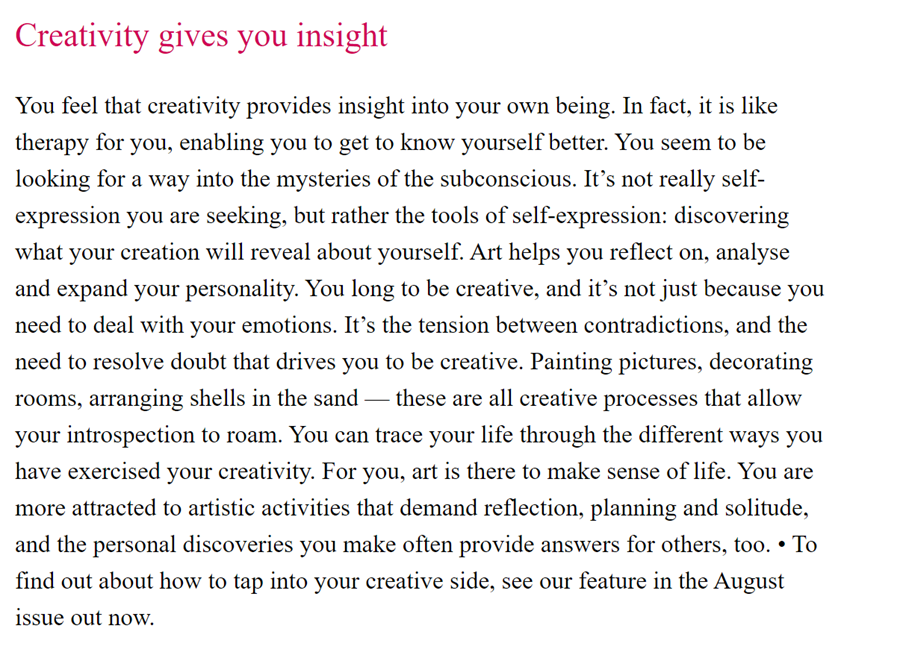 Creativity gives you insight
You feel that creativity provides insight into your own being. In fact, it is like
therapy for you, enabling you to get to know yourself better. You seem to be
looking for a way into the mysteries of the subconscious. It’s not really self-
expression you are seeking, but rather the tools of self-expression: discovering
what your creation will reveal about yourself. Art helps you reflect on, analyse
and expand your personality. You long to be creative, and it’s not just because you
need to deal with your emotions. It’s the tension between contradictions, and the
need to resolve doubt that drives you to be creative. Painting pictures, decorating
rooms, arranging shells in the sand — these are all creative processes that allow
your introspection to roam. You can trace your life through the different ways you
have exercised your creativity. For you, art is there to make sense of life. You are
more attracted to artistic activities that demand reflection, planning and solitude,
and the personal discoveries you make often provide answers for others, too. • To
find out about how to tap into your creative side, see our feature in the August
issue out now.